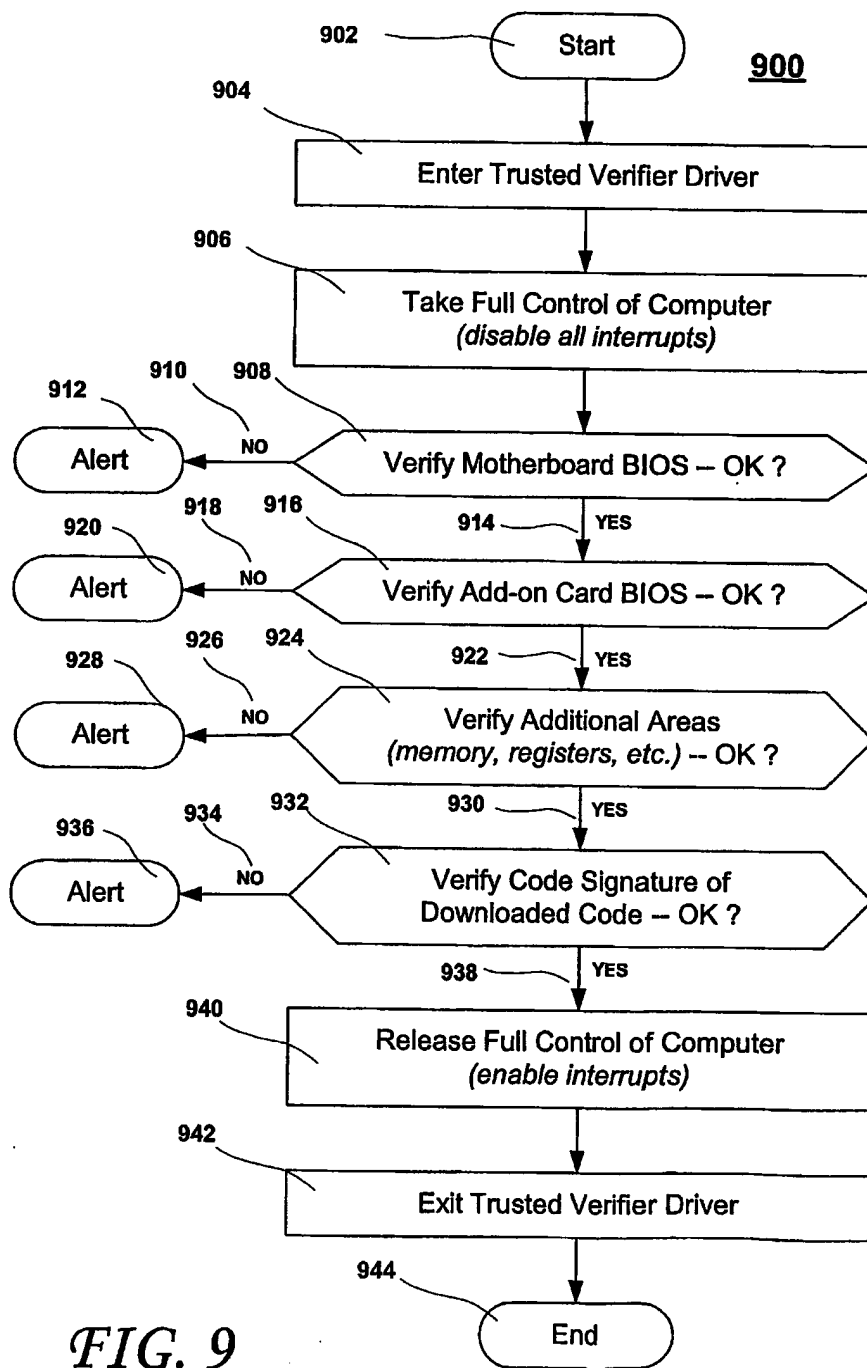 902
Start
900
904
Enter Trusted Verifier Driver
906
Take Full Control of Computer
(disable all interrupts)
912
910
908
Alert
NO
Verify Motherboard BIOS -- OK ?
914
YES
920
918
916
Alert
NO
Verify Add-on Card BIOS -- OK ?
922
YES
928
926
924
Alert
NO
Verify Additional Areas
(memory, registers, etc.) -- OK ?
930
YES
936
934
932
Alert
NO
Verify Code Signature of
Downloaded Code -- OK ?
938
YES
940
Release Full Control of Computer
(enable interrupts)
942
Exit Trusted Verifier Driver
944
End
FIG. 9